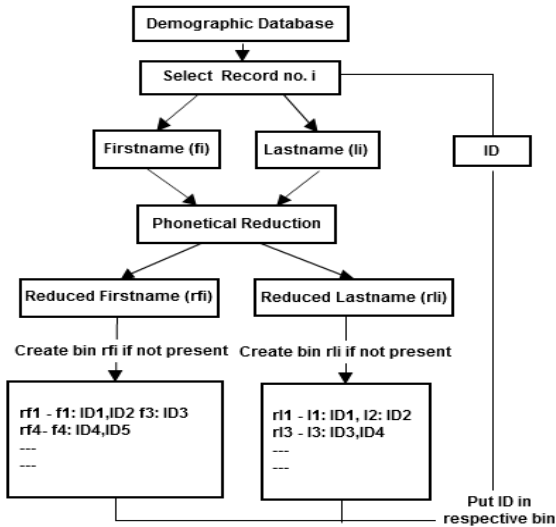 Demographic Database
Select Record no. i
Firstname (fi)
Lastname (li)
ID
Phonetical Reduction
Reduced Firstname (rfi)
Reduced Lastname (rli)
Create bin rfi if not present
Create bin rli if not present
rf1 - f1: ID1,ID2 f3: ID3
rf4- f4: ID4,ID5
---
---
rl1 - l1: ID1, l2: ID2
rl3 - l3: ID3,ID4
---
---
Put ID in
respective bin